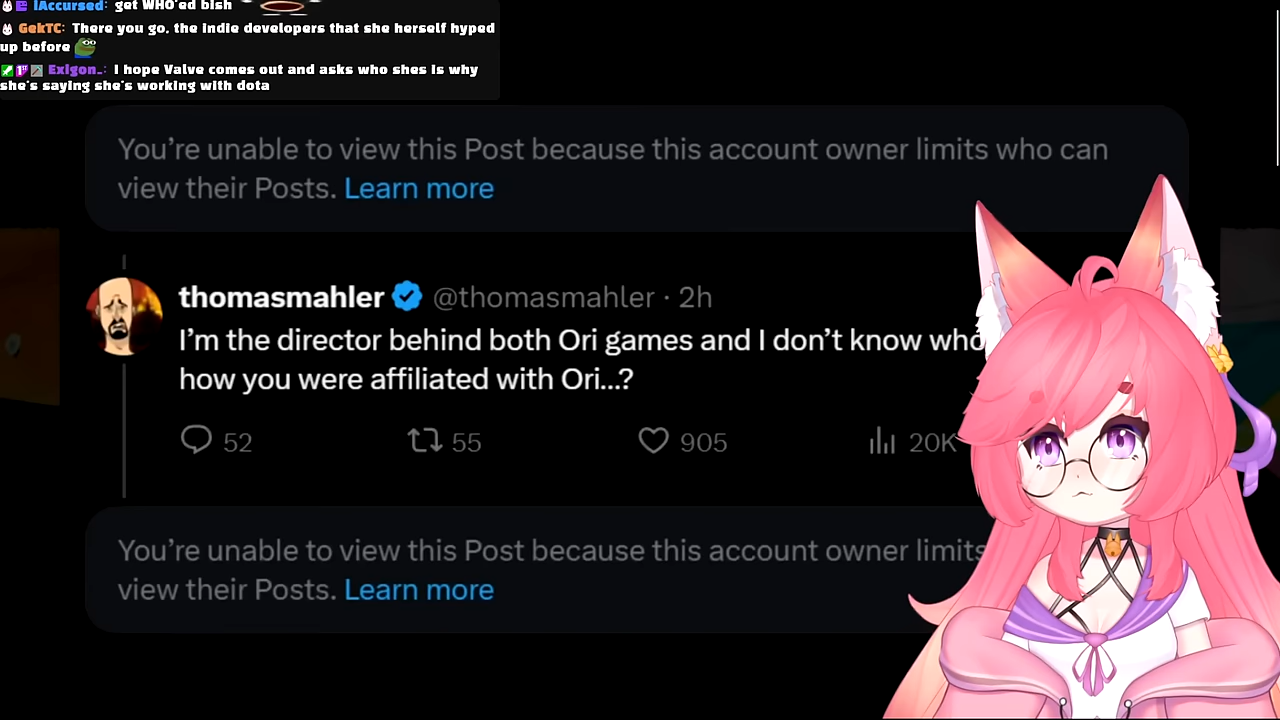 lAccursed: get WHO'ed bish
GekTC: There you go, the indie developers that she herself hyped
up before
Exigon_: I hope Valve comes out and asks who shes is why
she's saying she's working with dota
You’re unable to view this Post because this account owner limits who can
view their Posts. Learn more
thomasmahler @thomasmahler · 2h
I’m the director behind both Ori games and I don’t know who
how you were affiliated with Ori...?
52 55 905 20K
You’re unable to view this Post because this account owner limits
view their Posts. Learn more